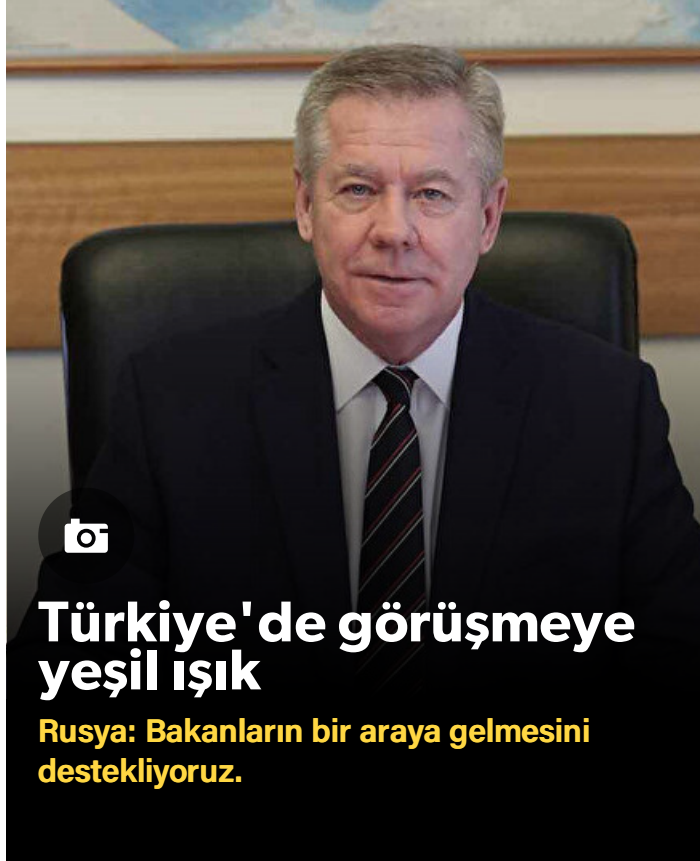 Türkiye'de görüşmeye
yeşil ışık
Rusya: Bakanların bir araya gelmesini
destekliyoruz.